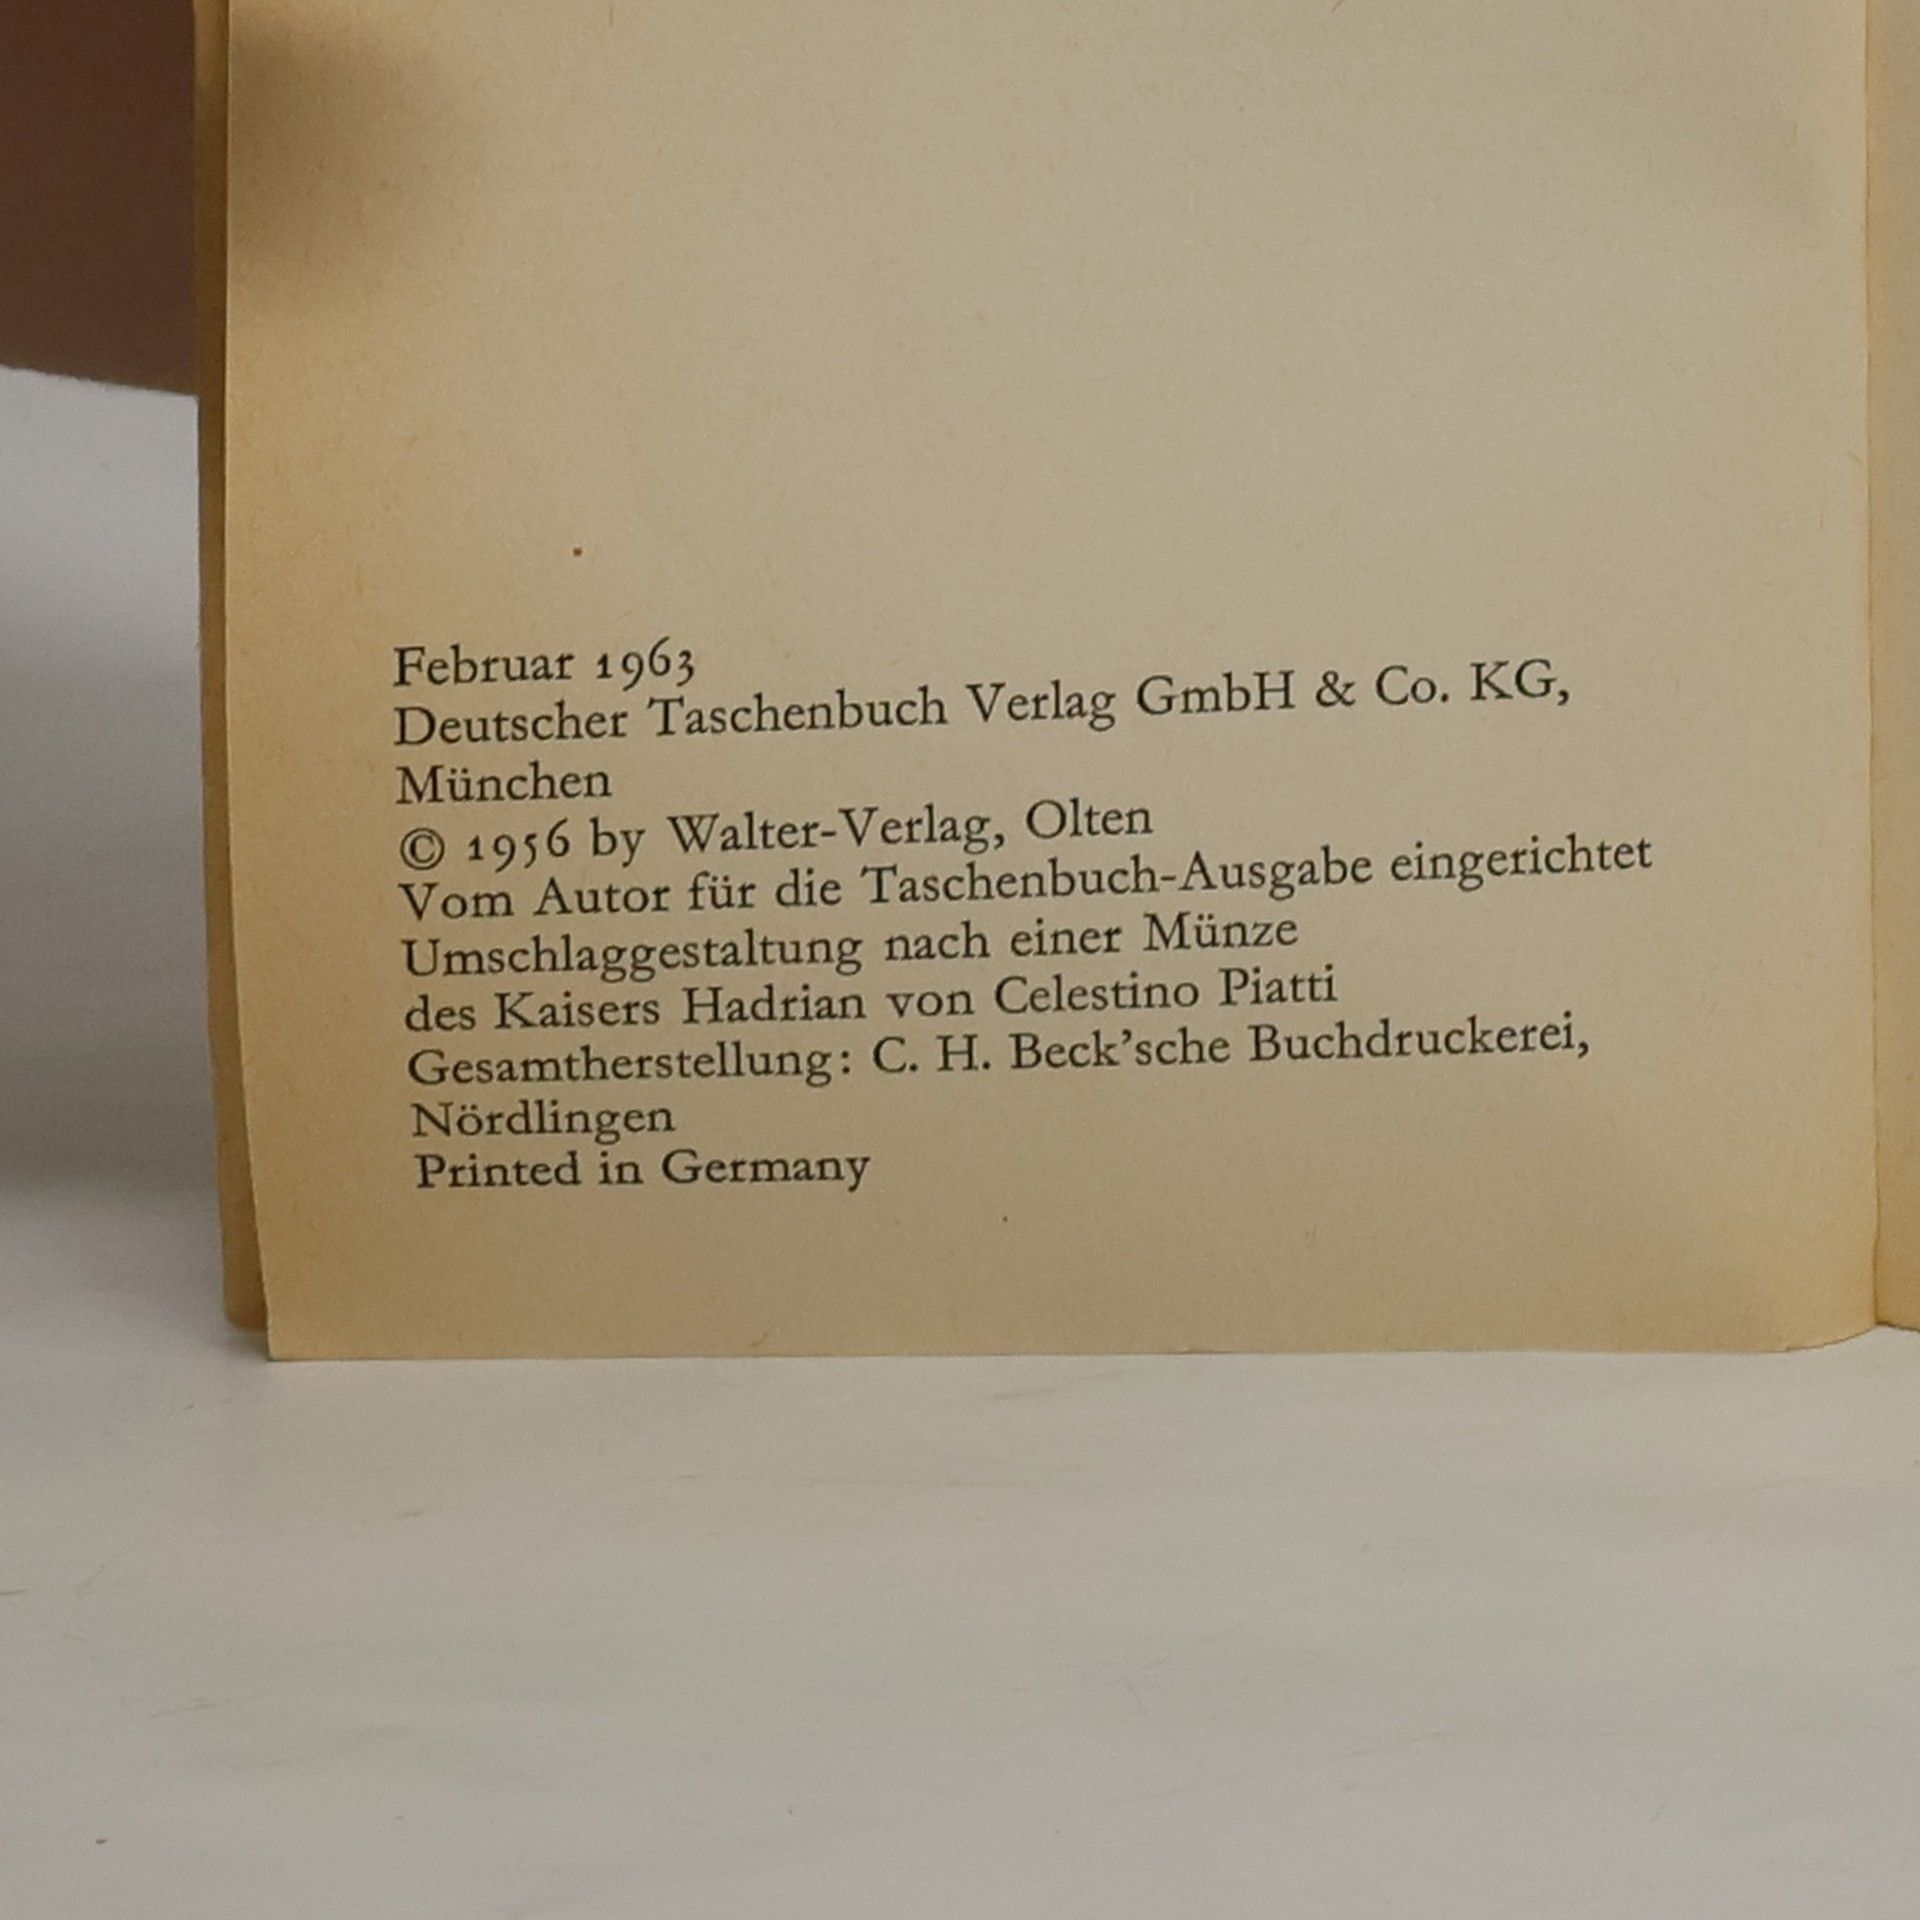 Februar 1963
Deutscher Taschenbuch Verlag GmbH & Co. KG,
München
© 1956 by Walter-Verlag, Olten
Vom Autor für die Taschenbuch-Ausgabe eingerichtet
Umschlaggestaltung nach einer Münze
des Kaisers Hadrian von Celestino Piatti
Gesamtherstellung: C. H. Beck’sche Buchdruckerei,
Nördlingen
Printed in Germany